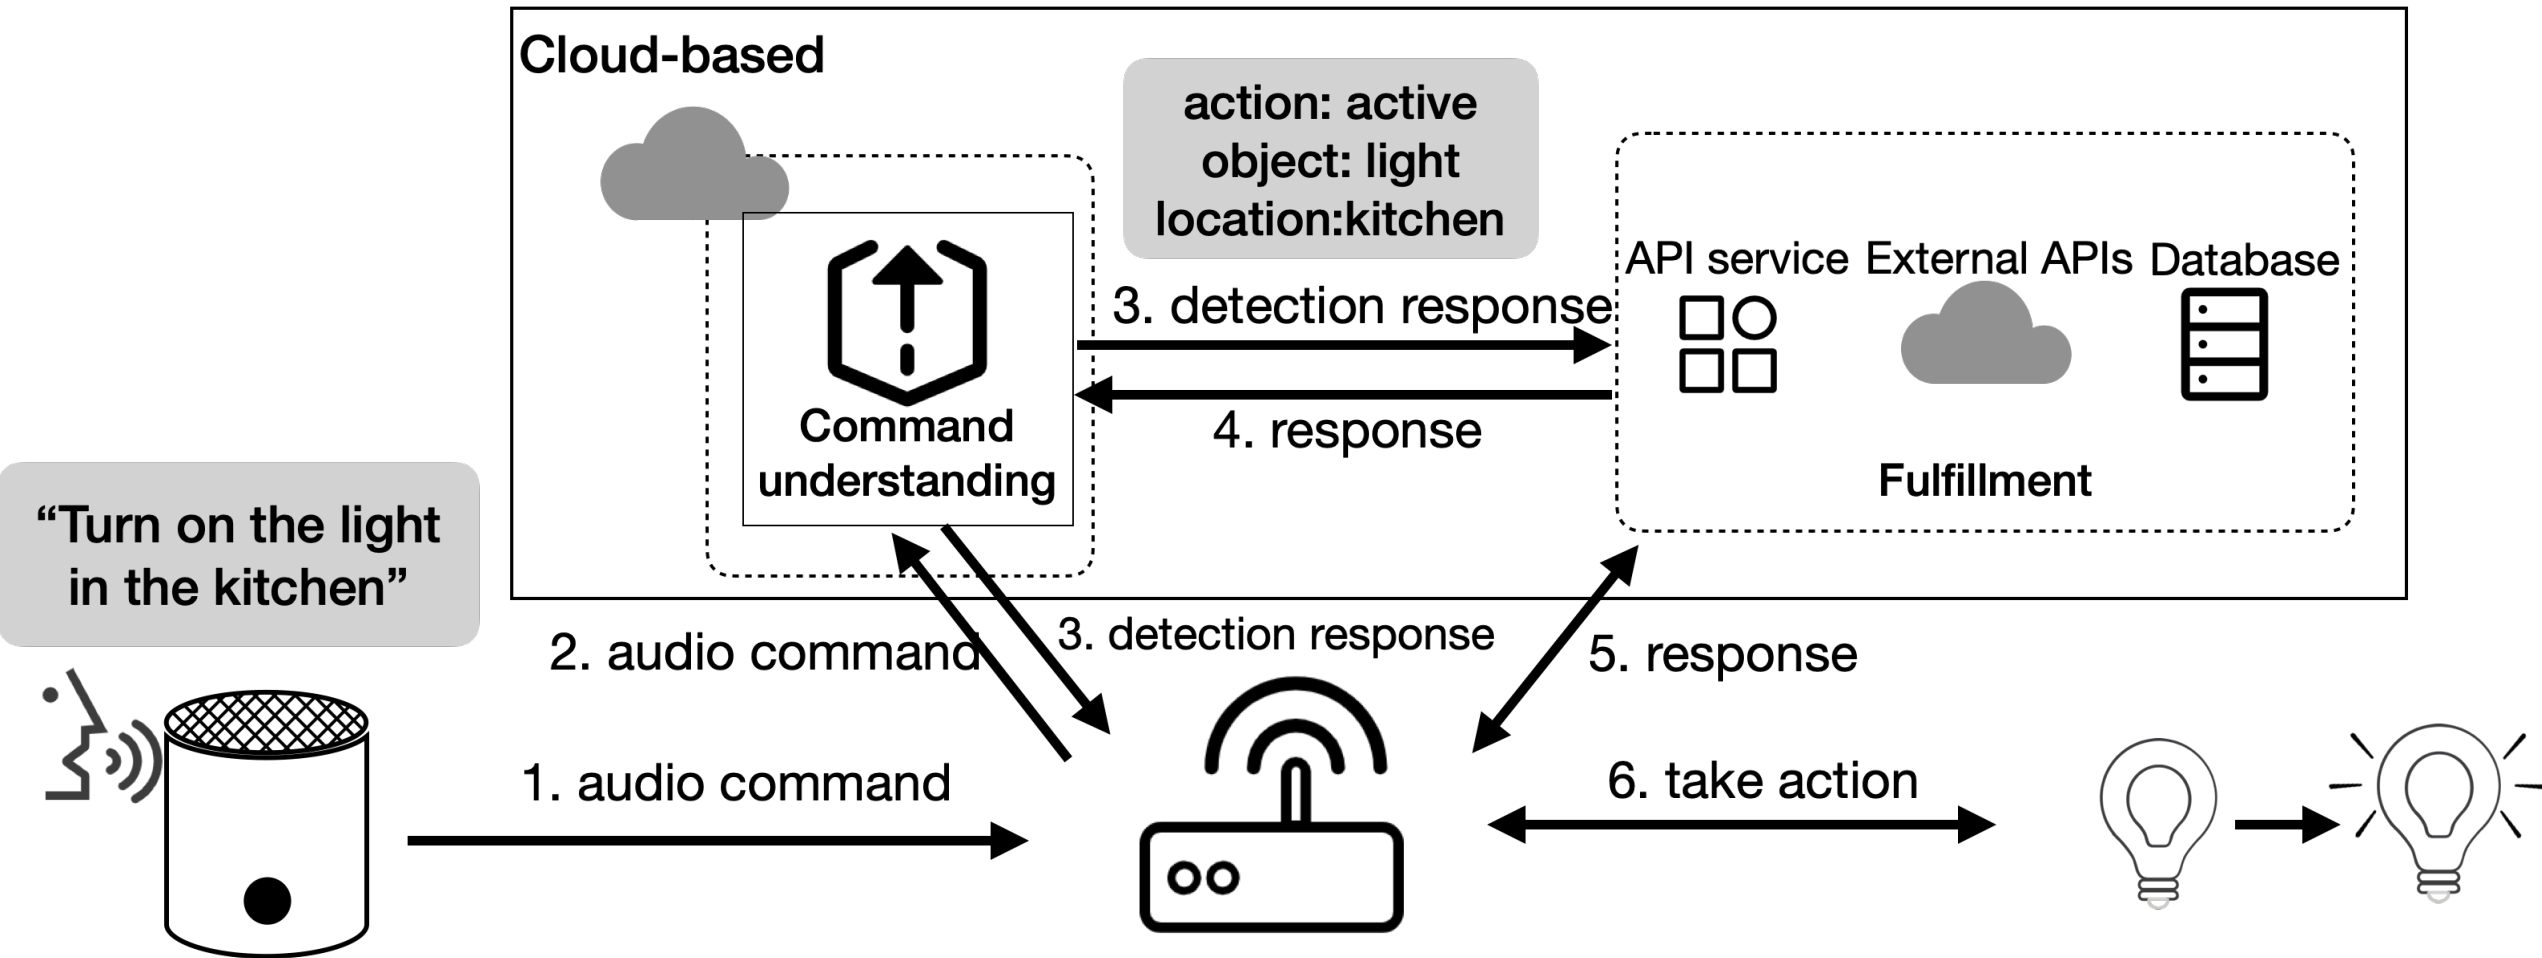 Cloud-based
action: active
object: light
location:kitchen
API service
External APIs
Database
3. detection response
4. response
Command
understanding
Fulfillment
“Turn on the light
in the kitchen”
2. audio command
3. detection response
5. response
1. audio command
6. take action